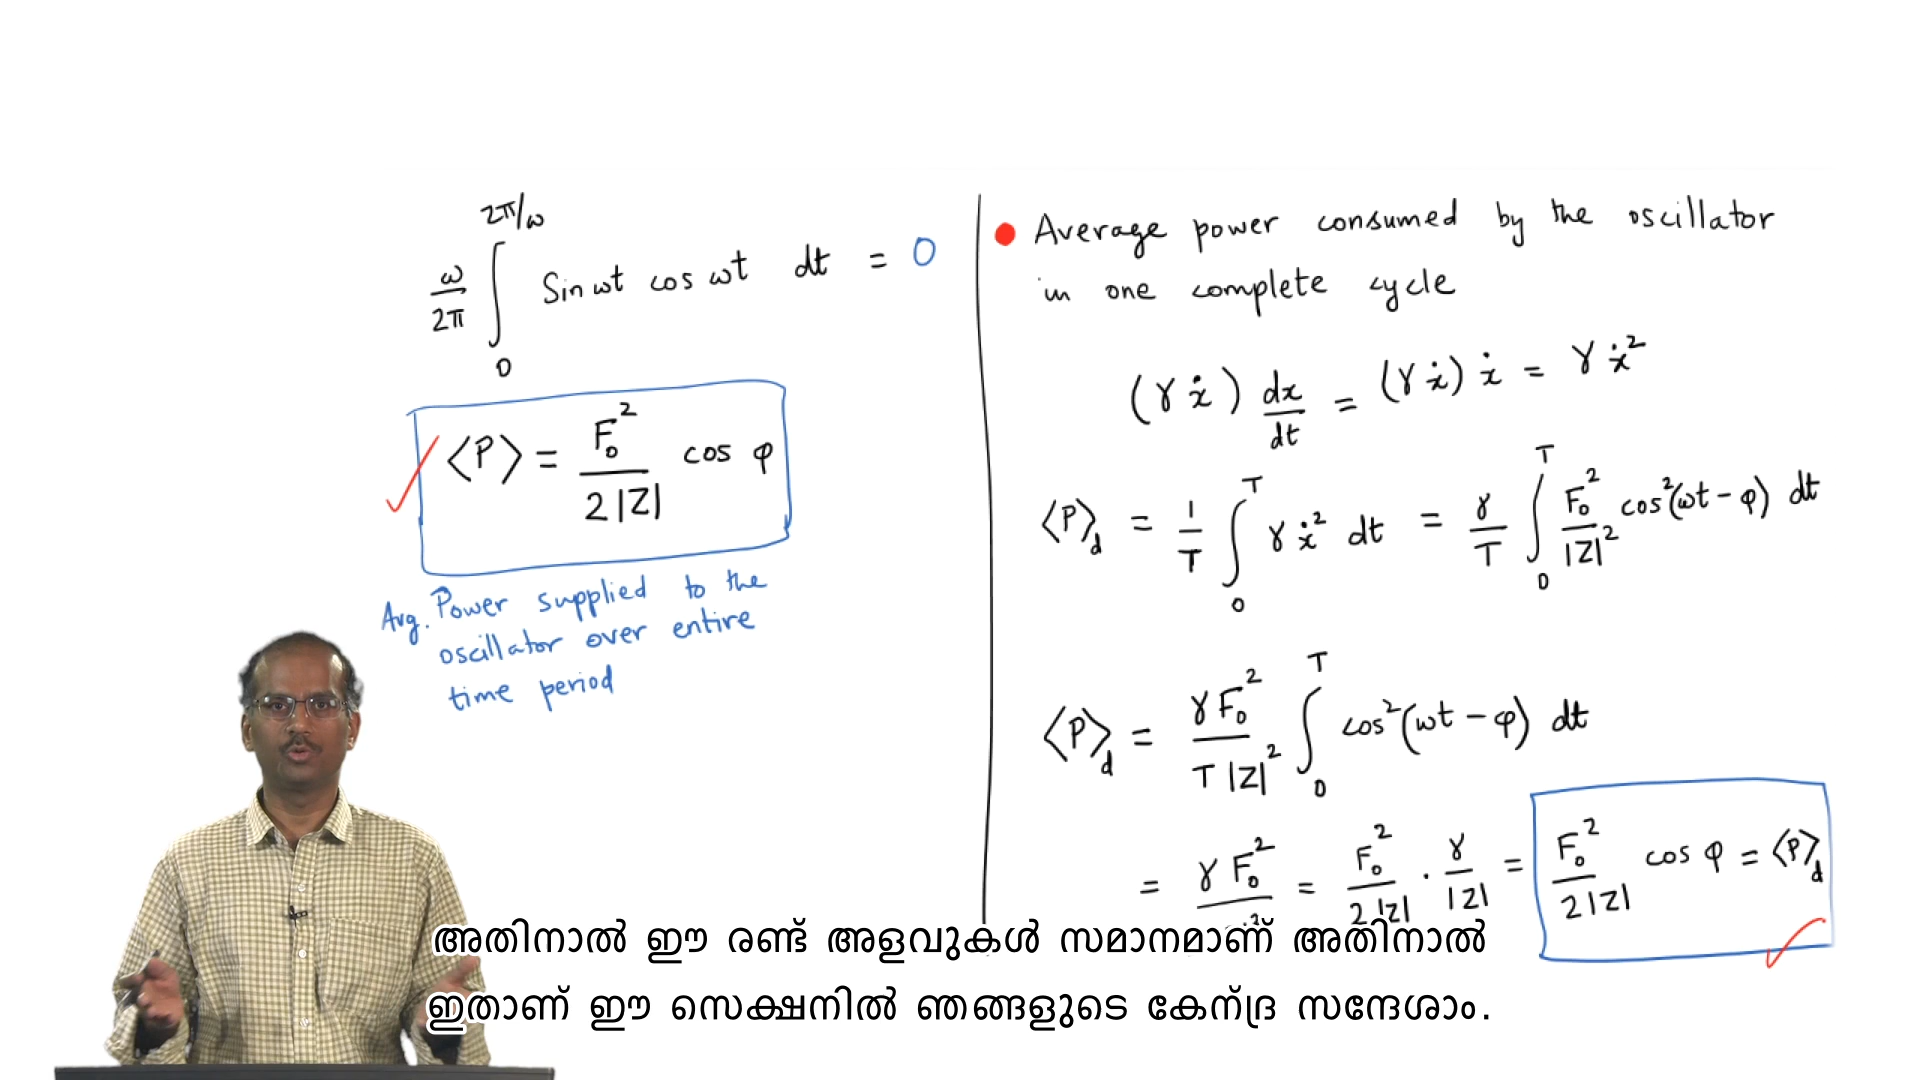 2π/ω
ω/2π ∫₀ Sin ωt cos ωt dt = 0
⟨P⟩ = F₀²/2|Z| cos φ
Avg. Power supplied to the
oscillator over entire
time period
Average power consumed by the oscillator
in one complete cycle
(γẋ) dx/dt = (γẋ) ẋ = γẋ²
⟨P⟩d = 1/T ∫₀ᵀ γẋ² dt = γ/T ∫₀ᵀ F₀²/|Z|² cos²(ωt - φ) dt
⟨P⟩d = γF₀²/T|Z|² ∫₀ᵀ cos²(ωt - φ) dt
= γF₀² = F₀²/2|Z| · γ/|Z| = F₀²/2|Z| cos φ = ⟨P⟩d
അതിനാൽ ഈ രണ്ട് അളവുകൾ സമാനമാണ് അതിനാൽ
ഇതാണ് ഈ സെക്ഷനിൽ ഞങ്ങളുടെ കേന്ദ്ര സന്ദേശാം.